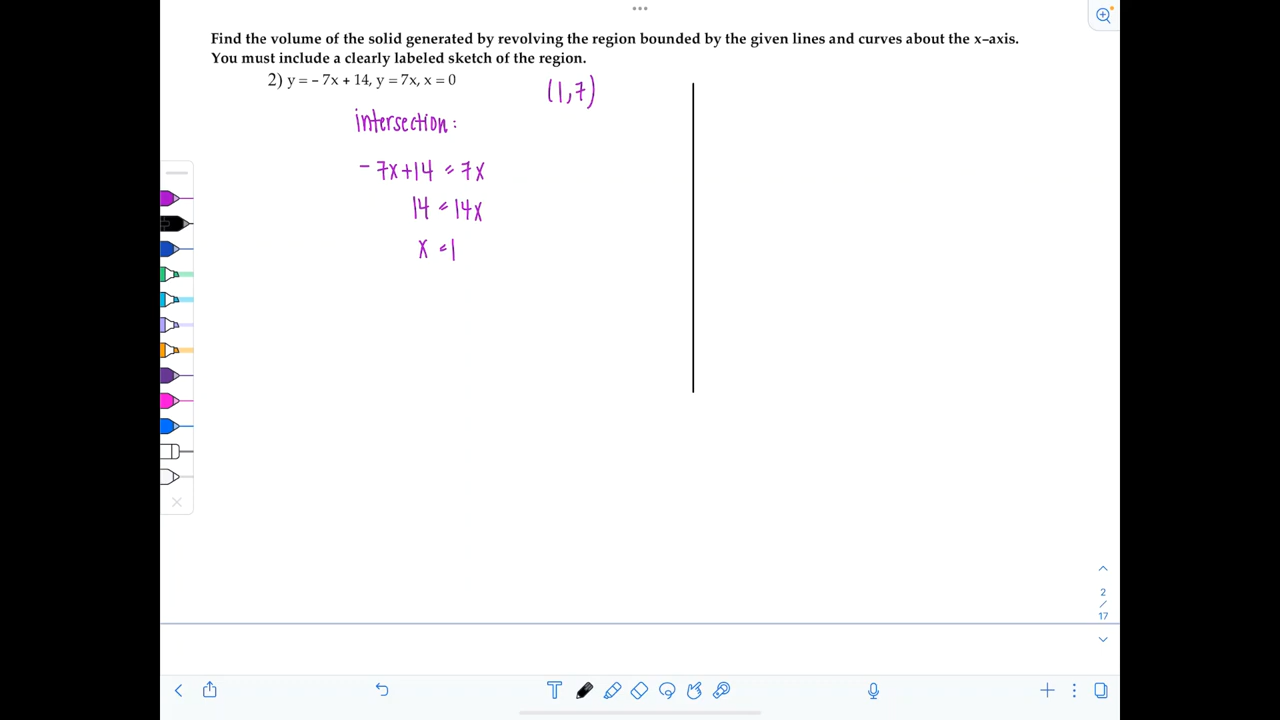 Find the volume of the solid generated by revolving the region bounded by the given lines and curves about the x–axis.
You must include a clearly labeled sketch of the region.
2) y = – 7x + 14, y = 7x, x = 0
(1,7)
intersection:
-7x+14 = 7x
14 = 14x
x = 1
2
/
17
T